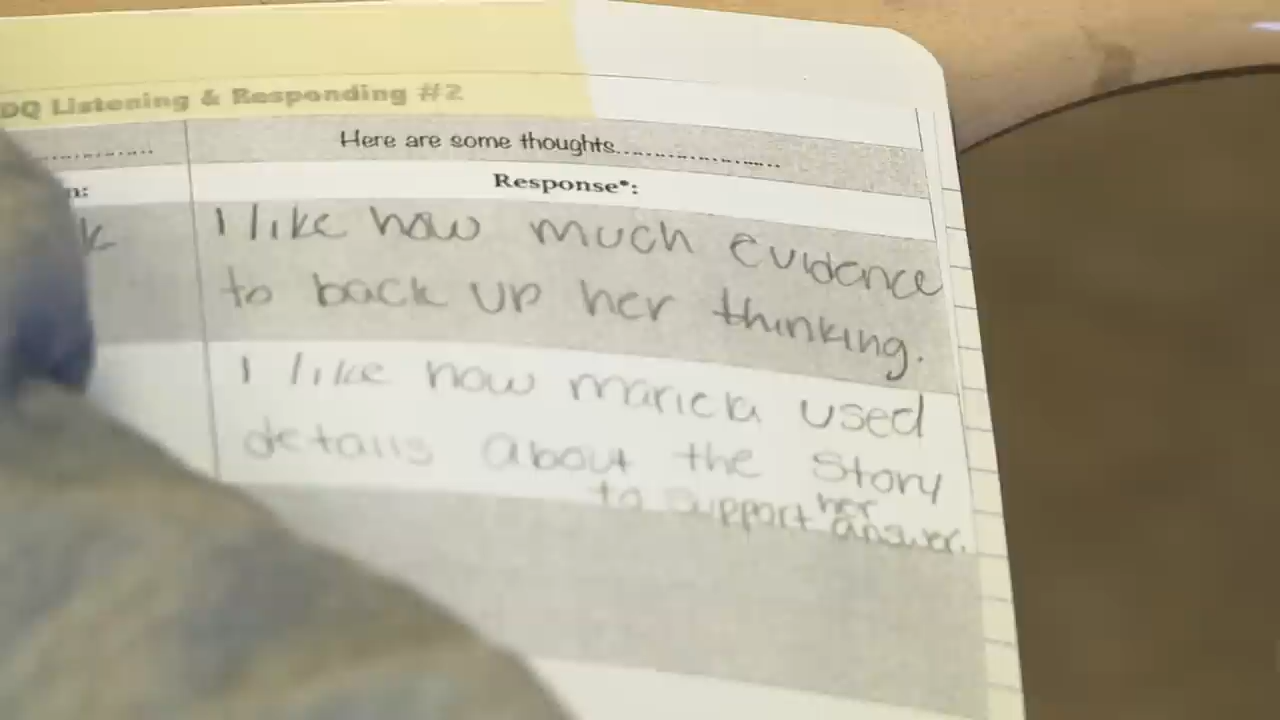 DQ Listening & Responding #2
Here are some thoughts.....................
n:
Response*:
k
I like how much evidence
to back up her thinking.
I like how mariela used
details about the Story
to support her answer.